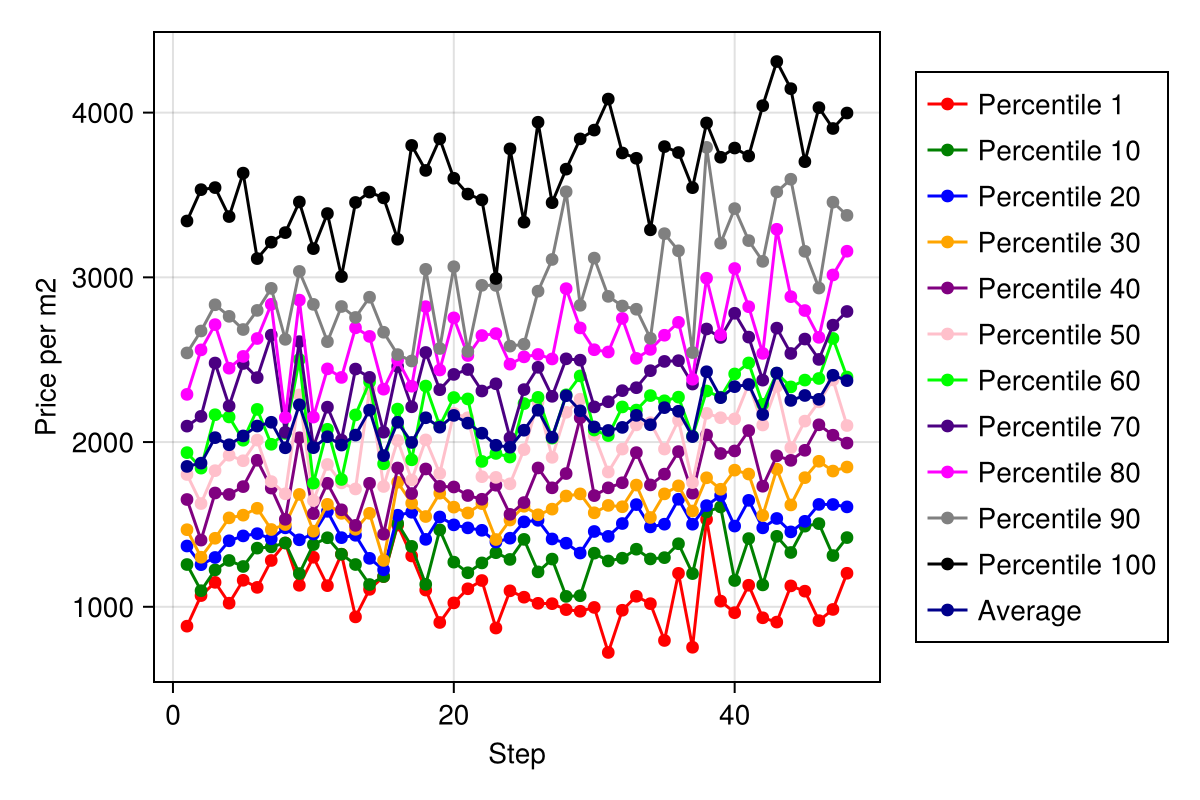 4000
3000
2000
1000
Price per m2
0 20 40
Step
Percentile 1
Percentile 10
Percentile 20
Percentile 30
Percentile 40
Percentile 50
Percentile 60
Percentile 70
Percentile 80
Percentile 90
Percentile 100
Average